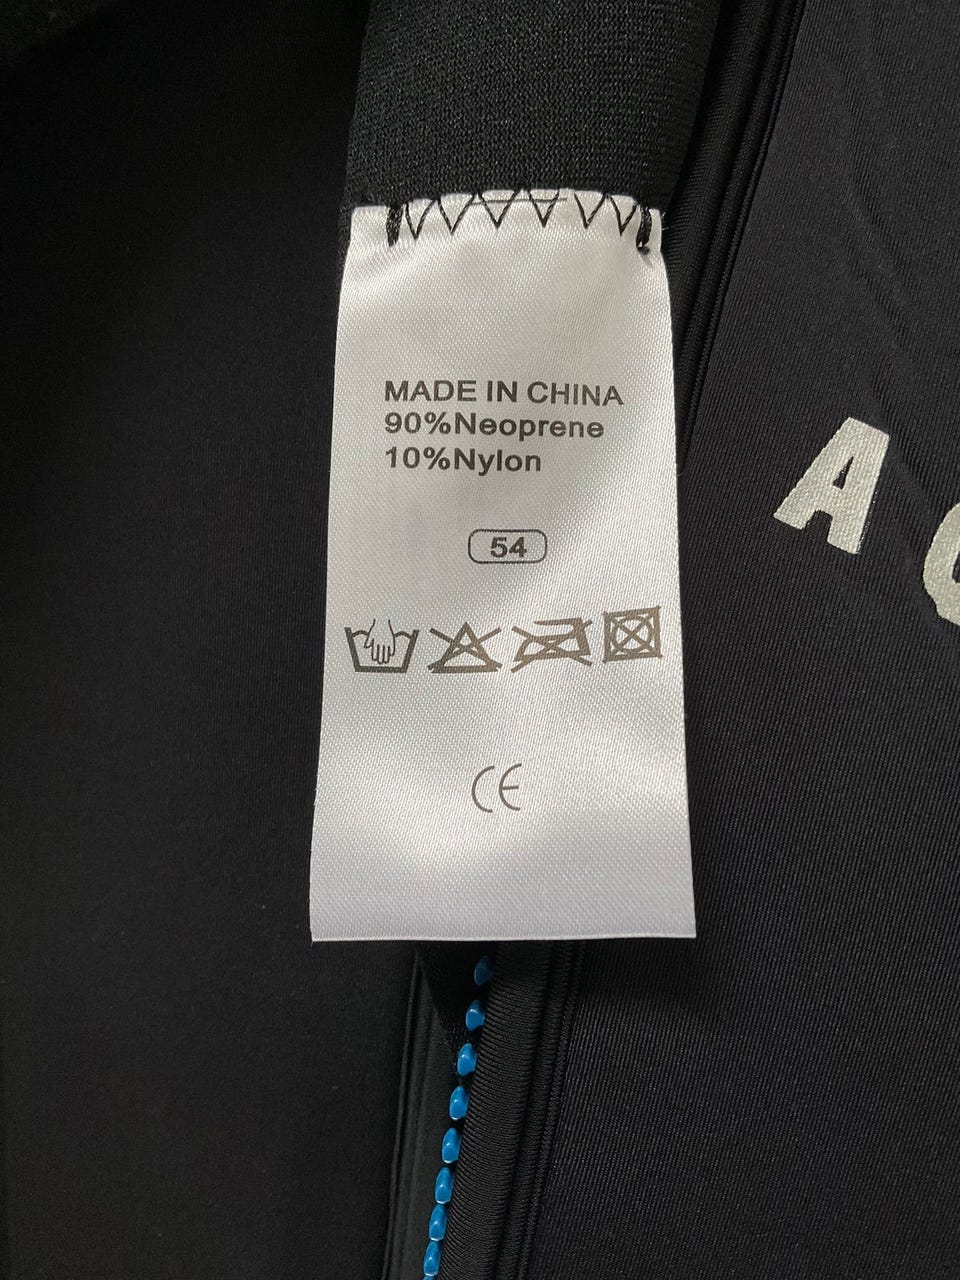 MADE IN CHINA
90%Neoprene
10%Nylon
54
CE
A